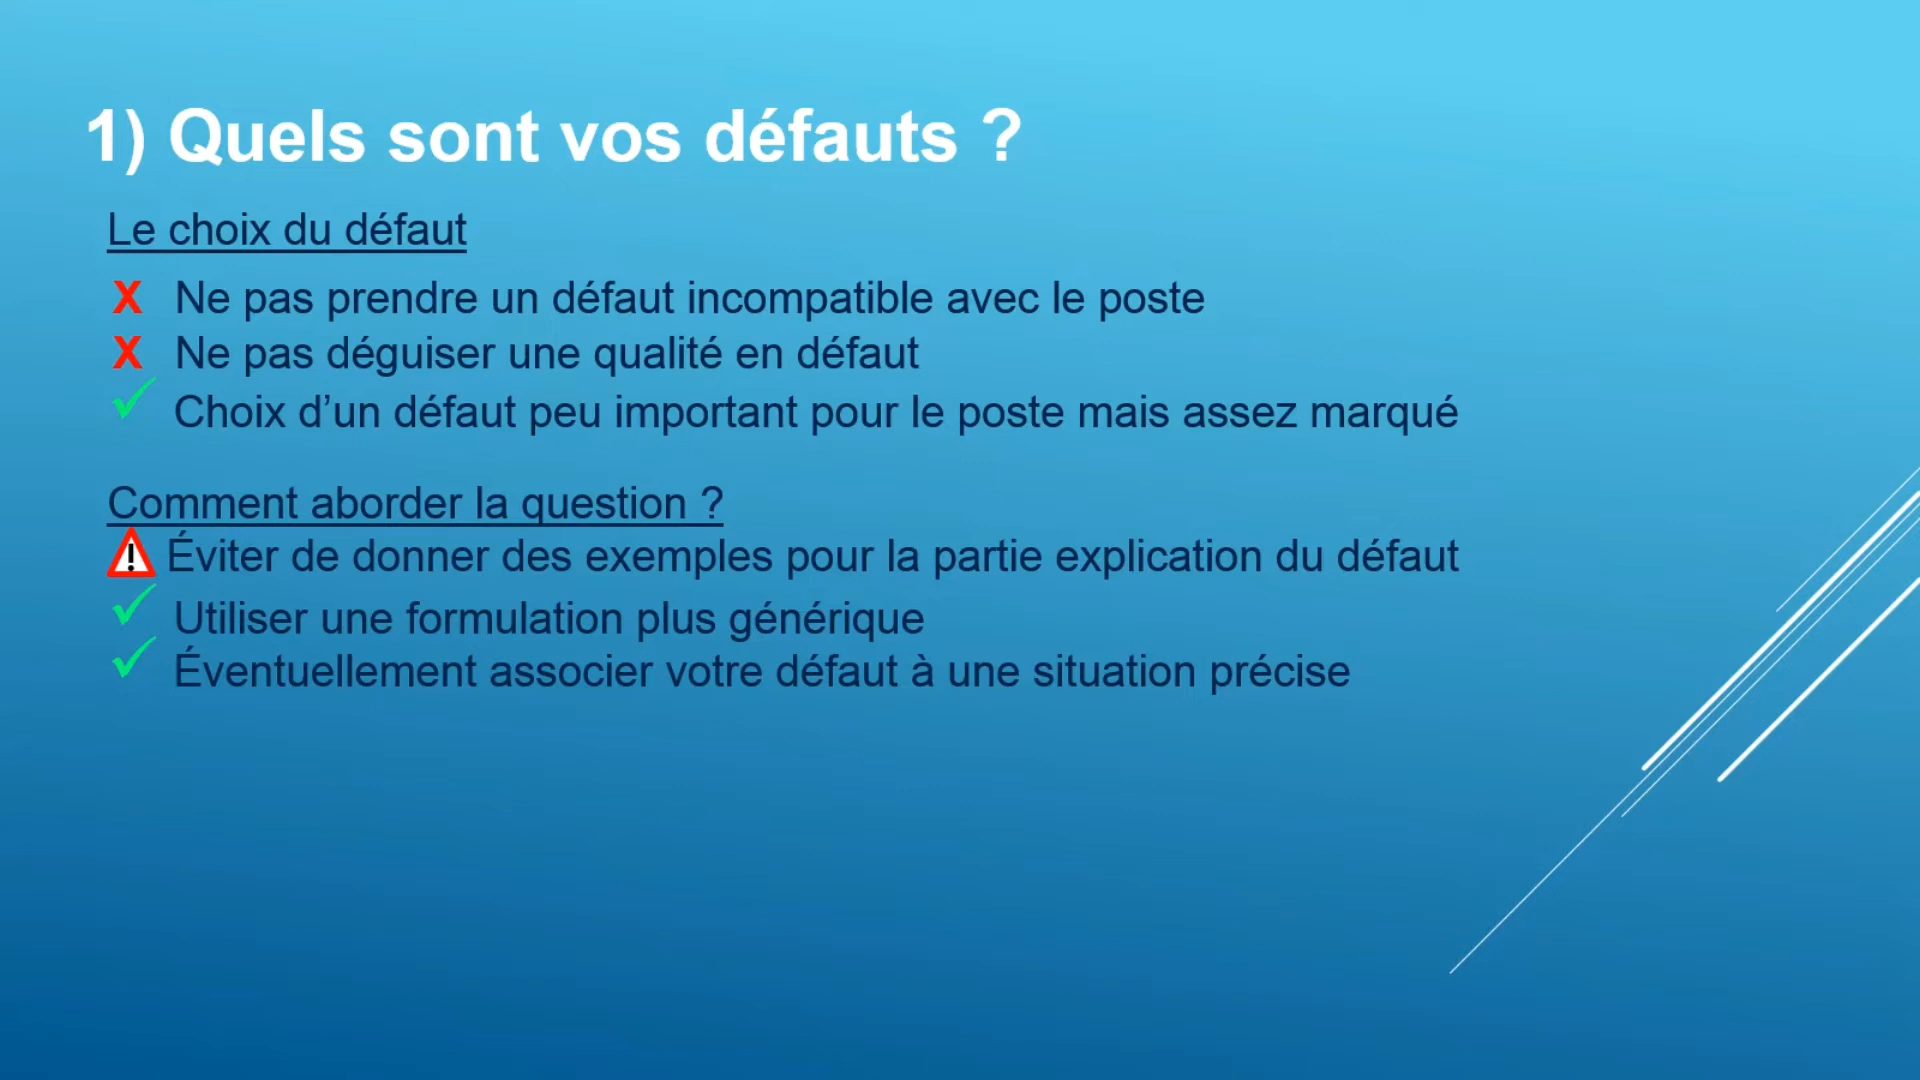 1) Quels sont vos défauts ?
Le choix du défaut
X Ne pas prendre un défaut incompatible avec le poste
X Ne pas déguiser une qualité en défaut
✓ Choix d’un défaut peu important pour le poste mais assez marqué
Comment aborder la question ?
⚠ Éviter de donner des exemples pour la partie explication du défaut
✓ Utiliser une formulation plus générique
✓ Éventuellement associer votre défaut à une situation précise